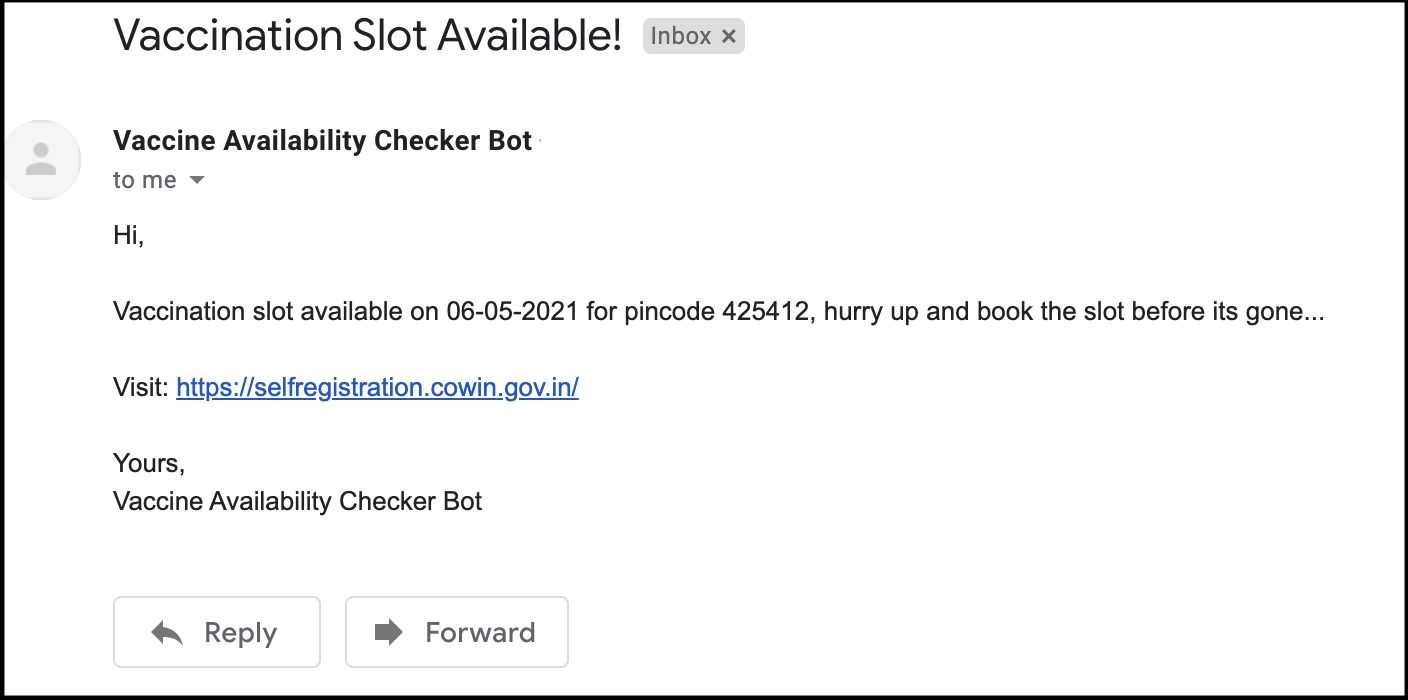 Vaccination Slot Available! Inbox ×
Vaccine Availability Checker Bot
to me
Hi,
Vaccination slot available on 06-05-2021 for pincode 425412, hurry up and book the slot before its gone...
Visit: https://selfregistration.cowin.gov.in/
Yours,
Vaccine Availability Checker Bot
Reply Forward